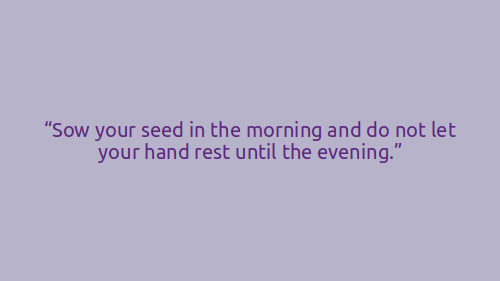 “Sow your seed in the morning and do not let
your hand rest until the evening.”